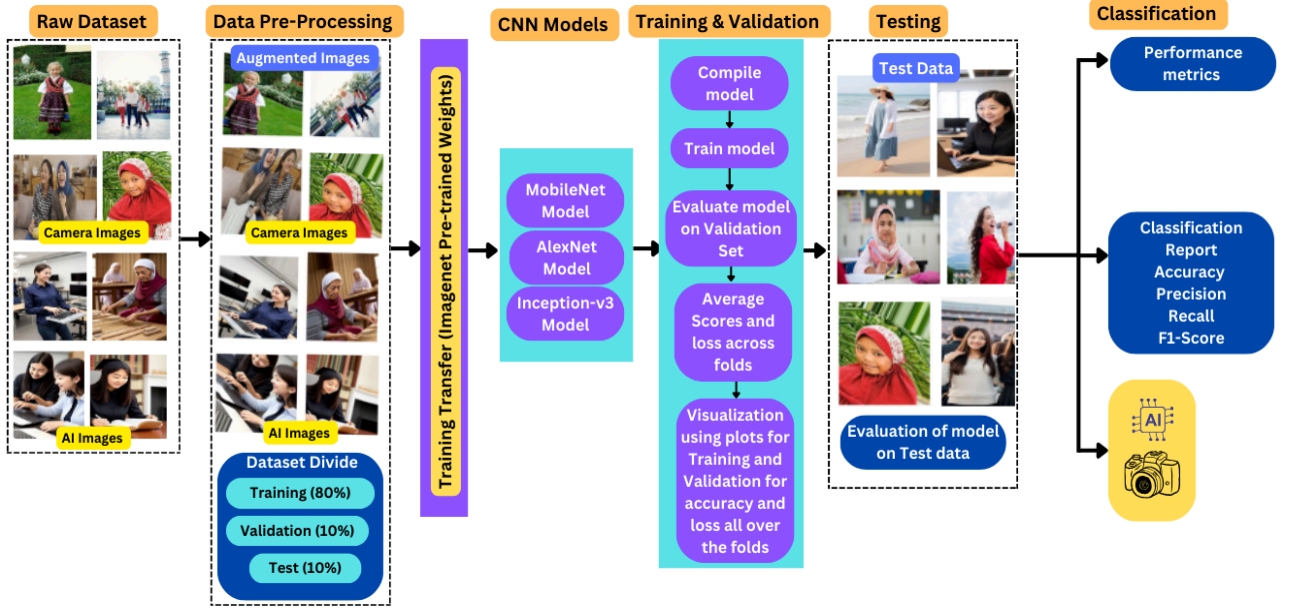 Raw Dataset
Camera Images
AI Images
Data Pre-Processing
Augmented Images
Camera Images
AI Images
Dataset Divide
Training (80%)
Validation (10%)
Test (10%)
Training Transfer (Imagenet Pre-trained Weights)
CNN Models
MobileNet
Model
AlexNet
Model
Inception-v3
Model
Training & Validation
Compile
model
Train model
Evaluate model
on Validation
Set
Average
Scores and
loss across
folds
Visualization
using plots for
Training and
Validation for
accuracy and
loss all over
the folds
Testing
Test Data
Evaluation of model
on Test data
Classification
Performance
metrics
Classification
Report
Accuracy
Precision
Recall
F1-Score
AI